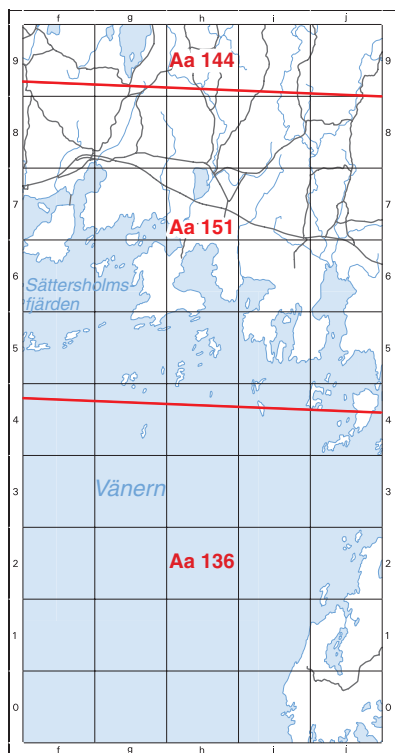 f g h i j
9 Aa 144 9
8 8
7 Aa 151 7
6 6
Sättersholms-
fjärden
5 5
4 4
3 Vänern 3
2 Aa 136 2
1 1
0 0
f g h i j